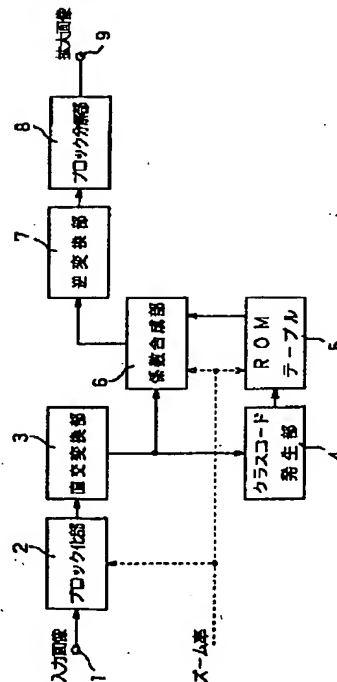 入力画像
1
2
ブロック化部
3
直交変換部
クラスコード
発生部
4
ROM
テーブル
5
係数合成部
6
7
逆変換部
8
ブロック分解部
拡大画像
9
ズーム率